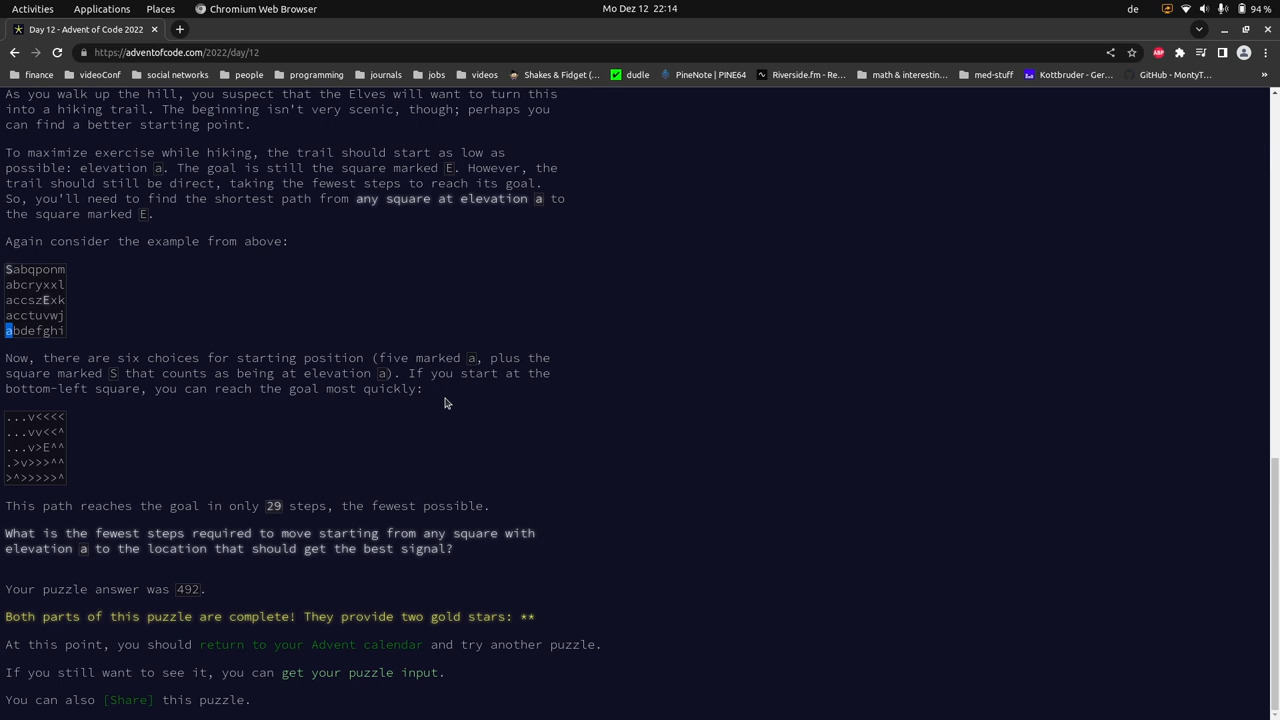 Activities Applications Places Chromium Web Browser Mo Dez 12 22:14 de 94 %
Day 12 - Advent of Code 2022
https://adventofcode.com/2022/day/12
finance videoConf social networks people programming journals jobs videos Shakes & Fidget (... dudle PineNote | PINE64 Riverside.fm - Re... math & interestin... med-stuff Kottbruder - Ger... GitHub - MontyT...
As you walk up the hill, you suspect that the Elves will want to turn this
into a hiking trail. The beginning isn't very scenic, though; perhaps you
can find a better starting point.
To maximize exercise while hiking, the trail should start as low as
possible: elevation a. The goal is still the square marked E. However, the
trail should still be direct, taking the fewest steps to reach its goal.
So, you'll need to find the shortest path from any square at elevation a to
the square marked E.
Again consider the example from above:
Sabqponm
abcryxxl
accszExk
acctuvwj
abdefghi
Now, there are six choices for starting position (five marked a, plus the
square marked S that counts as being at elevation a). If you start at the
bottom-left square, you can reach the goal most quickly:
...v<<<<
...vv<<^
...v>E^^
.>v>>>^^
>^>>>>>^
This path reaches the goal in only 29 steps, the fewest possible.
What is the fewest steps required to move starting from any square with
elevation a to the location that should get the best signal?
Your puzzle answer was 492.
Both parts of this puzzle are complete! They provide two gold stars: **
At this point, you should return to your Advent calendar and try another puzzle.
If you still want to see it, you can get your puzzle input.
You can also [Share] this puzzle.